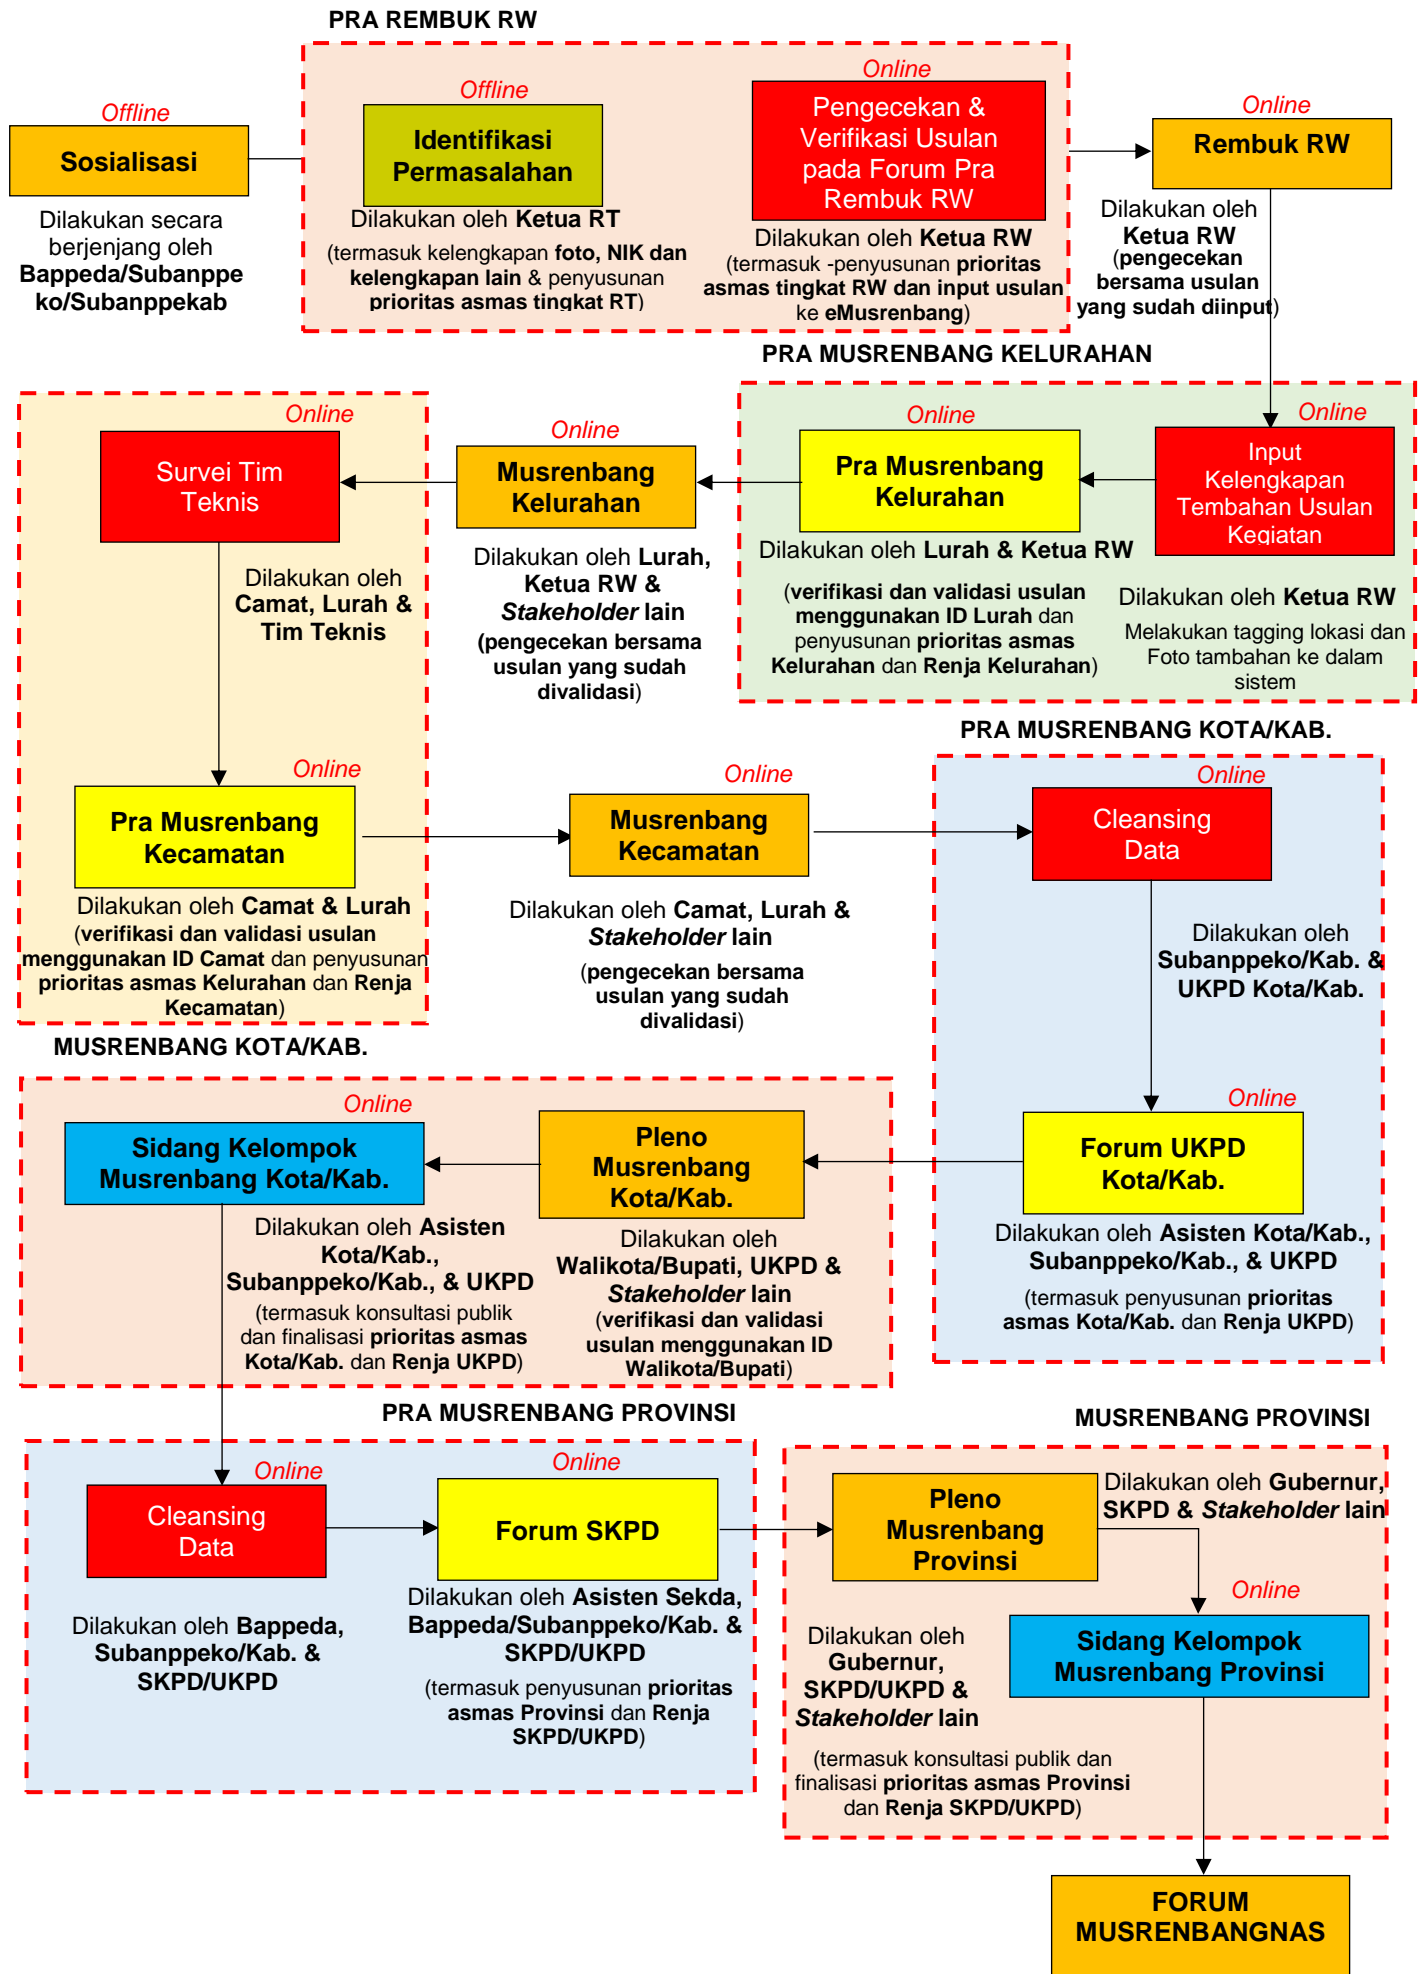 PRA REMBUK RW
Offline
Sosialisasi
Dilakukan secara
berjenjang oleh
Bappeda/Subanppe
ko/Subanppekab
Offline
Identifikasi
Permasalahan
Dilakukan oleh Ketua RT
(termasuk kelengkapan foto, NIK dan
kelengkapan lain & penyusunan
prioritas asmas tingkat RT)
Online
Pengecekan &
Verifikasi Usulan
pada Forum Pra
Rembuk RW
Dilakukan oleh Ketua RW
(termasuk -penyusunan prioritas
asmas tingkat RW dan input usulan
ke eMusrenbang)
Online
Rembuk RW
Dilakukan oleh
Ketua RW
(pengecekan
bersama usulan
yang sudah diinput)
PRA MUSRENBANG KELURAHAN
Online
Input
Kelengkapan
Tembahan Usulan
Kegiatan
Dilakukan oleh Ketua RW
Melakukan tagging lokasi dan
Foto tambahan ke dalam
sistem
Online
Pra Musrenbang
Kelurahan
Dilakukan oleh Lurah & Ketua RW
(verifikasi dan validasi usulan
menggunakan ID Lurah dan
penyusunan prioritas asmas
Kelurahan dan Renja Kelurahan)
Online
Musrenbang
Kelurahan
Dilakukan oleh Lurah,
Ketua RW &
Stakeholder lain
(pengecekan bersama
usulan yang sudah
divalidasi)
Online
Survei Tim
Teknis
Dilakukan oleh
Camat, Lurah &
Tim Teknis
Online
Pra Musrenbang
Kecamatan
Dilakukan oleh Camat & Lurah
(verifikasi dan validasi usulan
menggunakan ID Camat dan penyusunan
prioritas asmas Kelurahan dan Renja
Kecamatan)
Online
Musrenbang
Kecamatan
Dilakukan oleh Camat, Lurah &
Stakeholder lain
(pengecekan bersama
usulan yang sudah
divalidasi)
PRA MUSRENBANG KOTA/KAB.
Online
Cleansing
Data
Dilakukan oleh
Subanppeko/Kab. &
UKPD Kota/Kab.
Online
Forum UKPD
Kota/Kab.
Dilakukan oleh Asisten Kota/Kab.,
Subanppeko/Kab., & UKPD
(termasuk penyusunan prioritas
asmas Kota/Kab. dan Renja UKPD)
MUSRENBANG KOTA/KAB.
Pleno
Musrenbang
Kota/Kab.
Dilakukan oleh
Walikota/Bupati, UKPD &
Stakeholder lain
(verifikasi dan validasi
usulan menggunakan ID
Walikota/Bupati)
Online
Sidang Kelompok
Musrenbang Kota/Kab.
Dilakukan oleh Asisten
Kota/Kab.,
Subanppeko/Kab., & UKPD
(termasuk konsultasi publik
dan finalisasi prioritas asmas
Kota/Kab. dan Renja UKPD)
PRA MUSRENBANG PROVINSI
Online
Cleansing
Data
Dilakukan oleh Bappeda,
Subanppeko/Kab. &
SKPD/UKPD
Online
Forum SKPD
Dilakukan oleh Asisten Sekda,
Bappeda/Subanppeko/Kab. &
SKPD/UKPD
(termasuk penyusunan prioritas
asmas Provinsi dan Renja
SKPD/UKPD)
MUSRENBANG PROVINSI
Pleno
Musrenbang
Provinsi
Dilakukan oleh Gubernur,
SKPD & Stakeholder lain
Online
Sidang Kelompok
Musrenbang Provinsi
Dilakukan oleh
Gubernur,
SKPD/UKPD &
Stakeholder lain
(termasuk konsultasi publik dan
finalisasi prioritas asmas Provinsi
dan Renja SKPD/UKPD)
FORUM
MUSRENBANGNAS